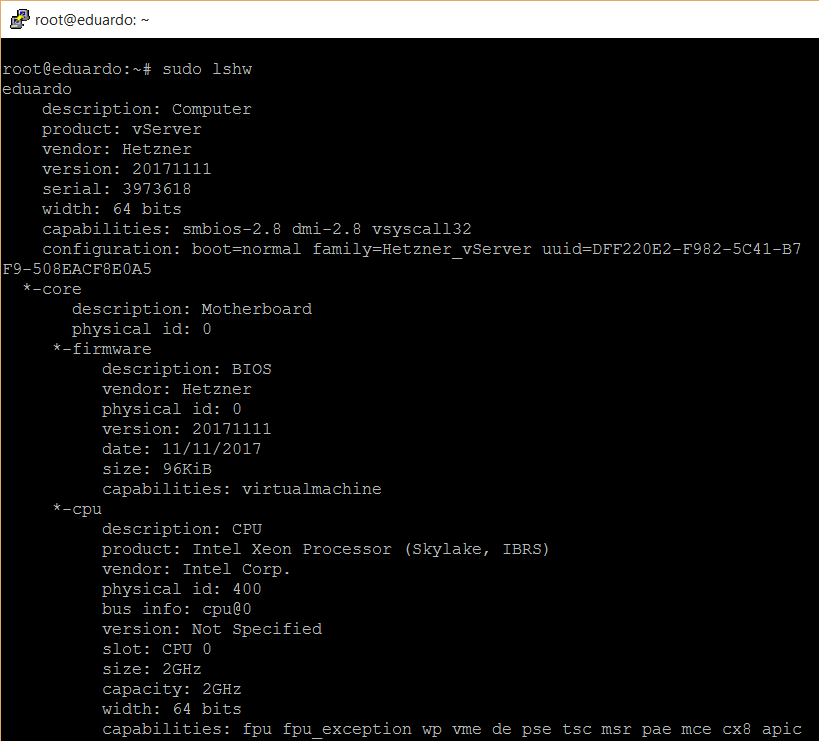 root@eduardo: ~
root@eduardo:~# sudo lshw
eduardo
    description: Computer
    product: vServer
    vendor: Hetzner
    version: 20171111
    serial: 3973618
    width: 64 bits
    capabilities: smbios-2.8 dmi-2.8 vsyscall32
    configuration: boot=normal family=Hetzner_vServer uuid=DFF220E2-F982-5C41-B7
F9-508EACF8E0A5
  *-core
       description: Motherboard
       physical id: 0
     *-firmware
          description: BIOS
          vendor: Hetzner
          physical id: 0
          version: 20171111
          date: 11/11/2017
          size: 96KiB
          capabilities: virtualmachine
     *-cpu
          description: CPU
          product: Intel Xeon Processor (Skylake, IBRS)
          vendor: Intel Corp.
          physical id: 400
          bus info: cpu@0
          version: Not Specified
          slot: CPU 0
          size: 2GHz
          capacity: 2GHz
          width: 64 bits
          capabilities: fpu fpu_exception wp vme de pse tsc msr pae mce cx8 apic